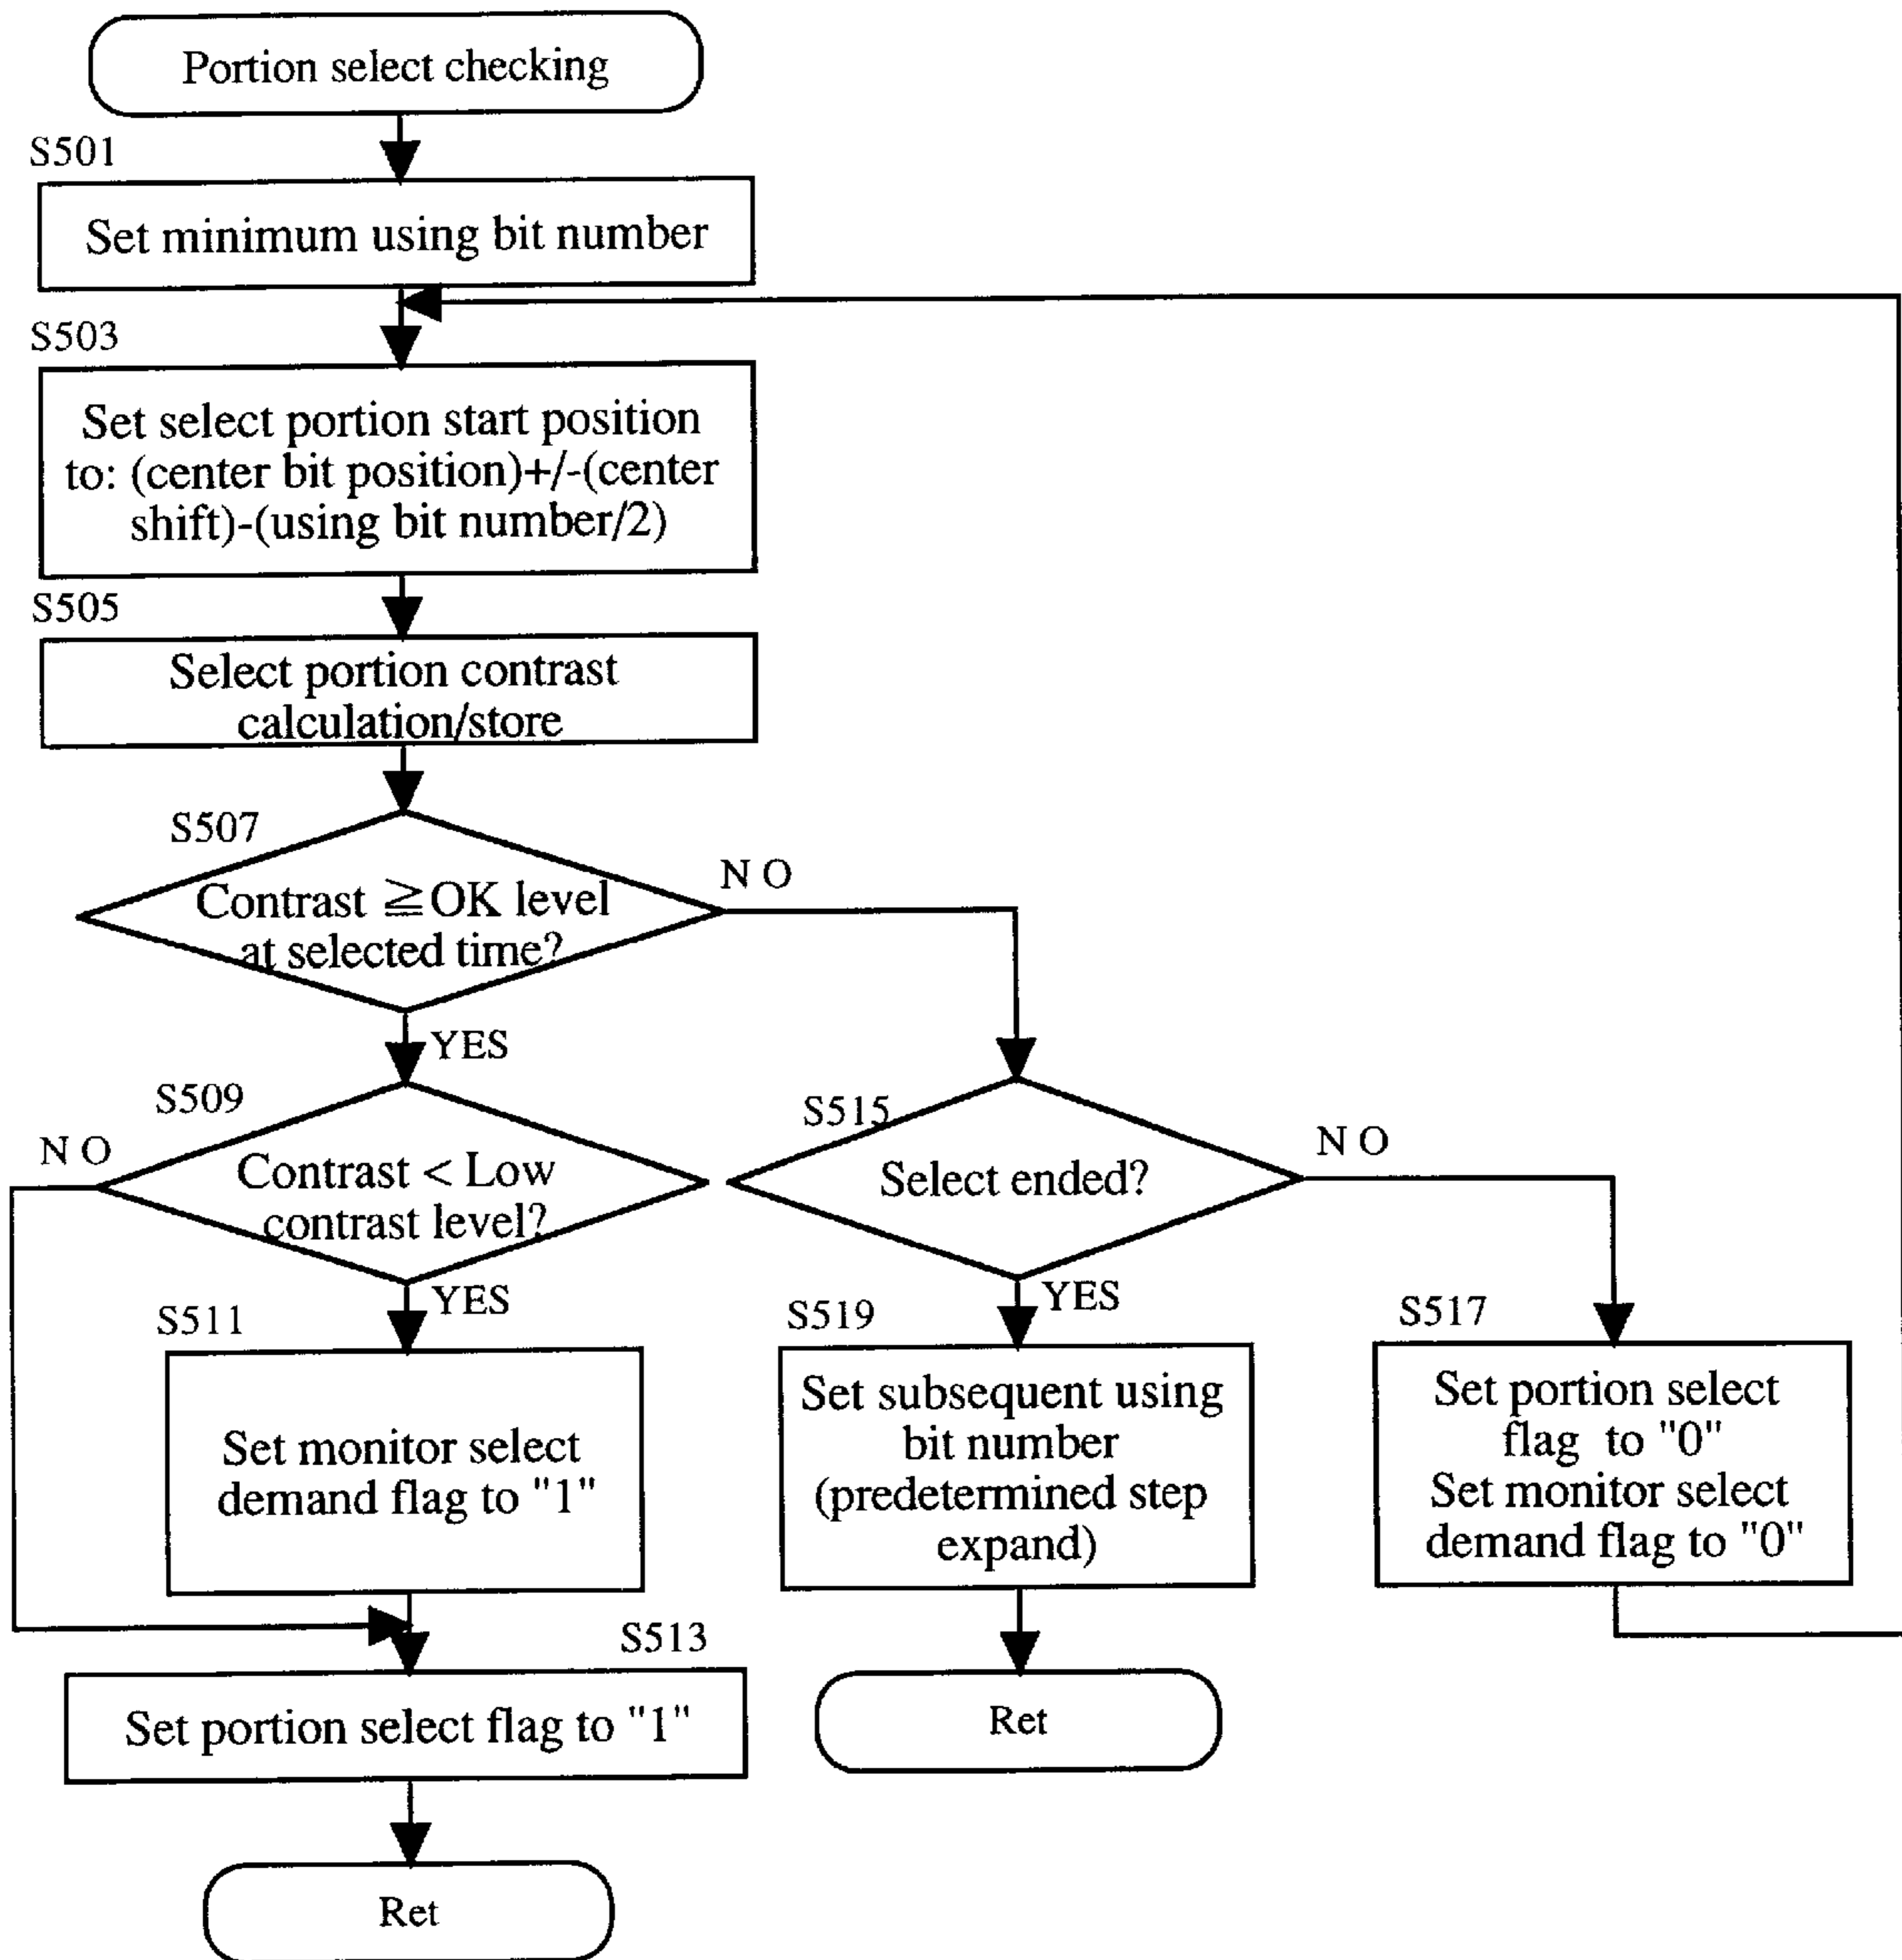 Portion select checking
S501
Set minimum using bit number
S503
Set select portion start position
to: (center bit position)+/-(center
shift)-(using bit number/2)
S505
Select portion contrast
calculation/store
S507
Contrast ≧OK level
at selected time?
N O
YES
S509
N O
Contrast < Low
contrast level?
YES
S515
Select ended?
N O
YES
S511
Set monitor select
demand flag to "1"
S519
Set subsequent using
bit number
(predetermined step
expand)
S517
Set portion select
flag to "0"
Set monitor select
demand flag to "0"
S513
Set portion select flag to "1"
Ret
Ret